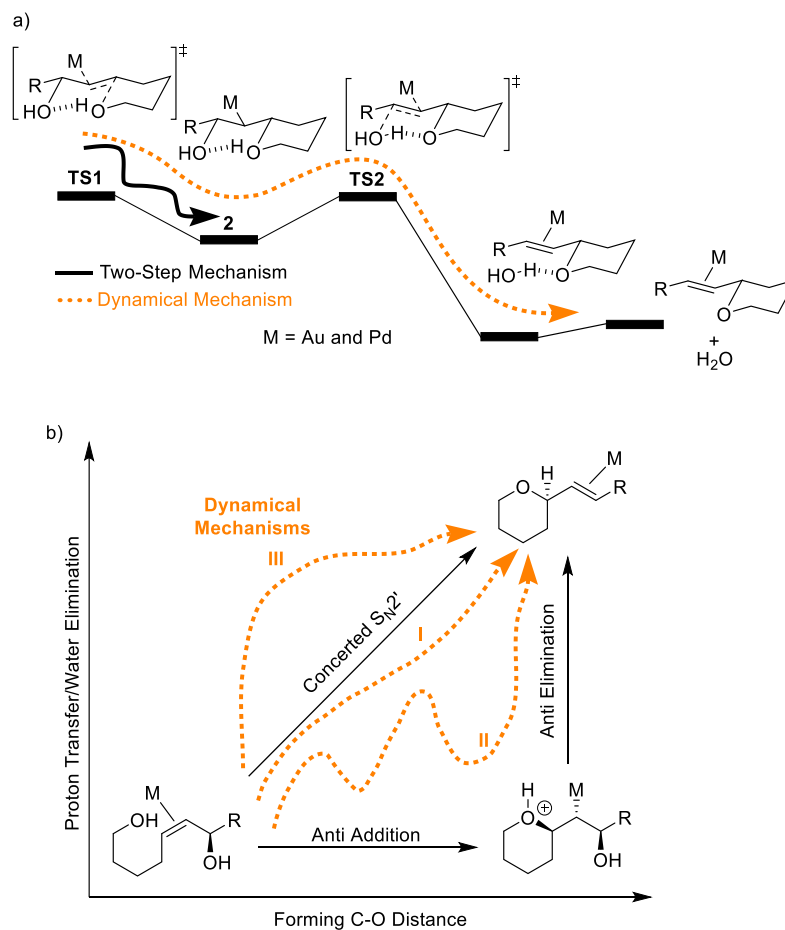 a)
M
‡
R
HO
H
O
M
R
HO
H
O
M
‡
R
HO
H
O
TS1
2
TS2
M
R
HO
H
O
M
R
O
+
H2O
Two-Step Mechanism
Dynamical Mechanism
M = Au and Pd
b)
Proton Transfer/Water Elimination
Dynamical
Mechanisms
III
Concerted SN2'
I
II
Anti Elimination
H
M
O
R
M
OH
R
OH
Anti Addition
H
O
⊕
M
R
OH
Forming C-O Distance